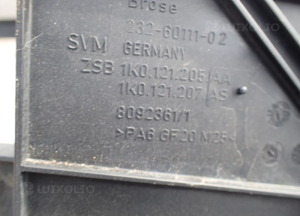 Brose
282-60111-02
SVM GERMANY
ZSB 1K0.121.205/AA
1K0.121.207/AS
8092361/1
>PA6 GF20 M25<